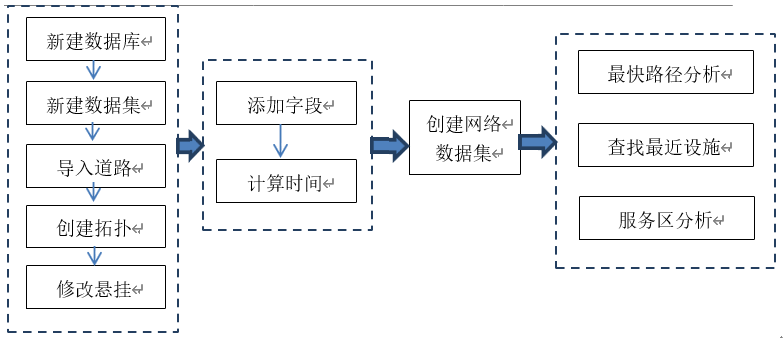 新建数据库
新建数据集
导入道路
创建拓扑
修改悬挂
添加字段
计算时间
创建网络
数据集
最快路径分析
查找最近设施
服务区分析